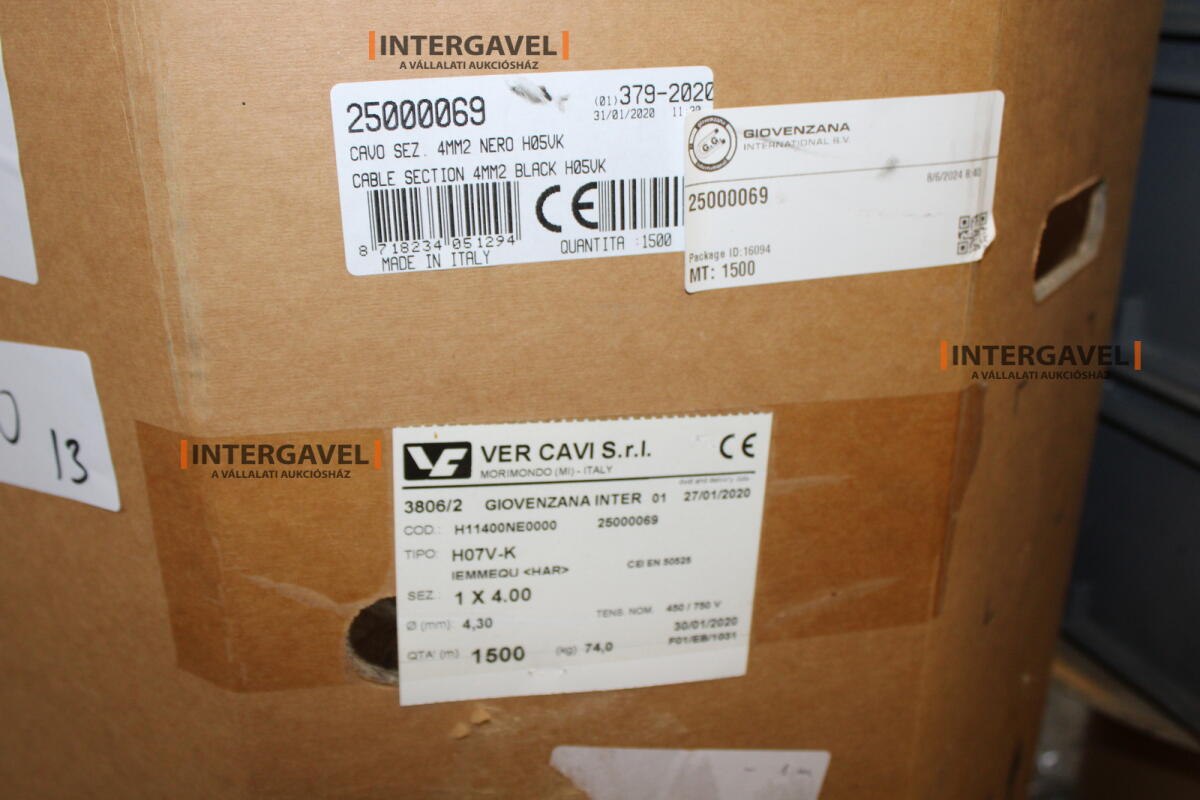 INTERGAVEL
A VÁLLALATI AUKCIÓSHÁZ
25000069
(01)379-2020
31/01/2020
CAVO SEZ. 4MM2 NERO H05VK
CABLE SECTION 4MM2 BLACK H05VK
CE
8 718234 051294
QUANTITA :1500
MADE IN ITALY
GIOVENZANA
INTERNATIONAL B.V.
8/6/2024 8:40
25000069
Package ID:16094
MT: 1500
INTERGAVEL
A VÁLLALATI AUKCIÓSHÁZ
13
INTERGAVEL
A VÁLLALATI AUKCIÓSHÁZ
VER CAVI S.r.l.
MORIMONDO (MI) - ITALY
CE
3806/2 GIOVENZANA INTER 01 27/01/2020
COD.: H11400NE0000 25000069
TIPO: H07V-K
IEMMEQU <HAR> CEI EN 50525
SEZ.: 1 X 4.00
TENS. NOM. 450 / 750 V
Ø (mm): 4,30 30/01/2020
F01/EB/1031
QTA' (m) 1500 (kg) 74,0